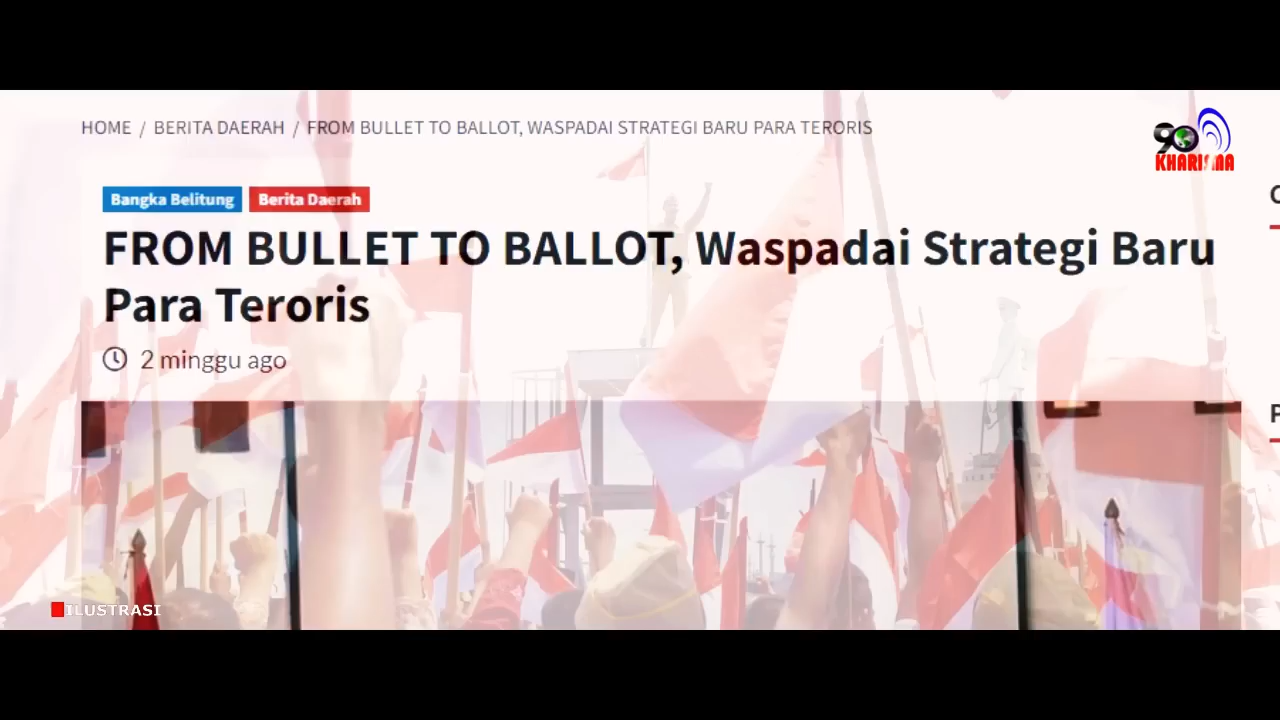 HOME / BERITA DAERAH / FROM BULLET TO BALLOT, WASPADAI STRATEGI BARU PARA TERORIS
90
KHARISMA
Bangka Belitung Berita Daerah
FROM BULLET TO BALLOT, Waspadai Strategi Baru
Para Teroris
2 minggu ago
ILUSTRASI